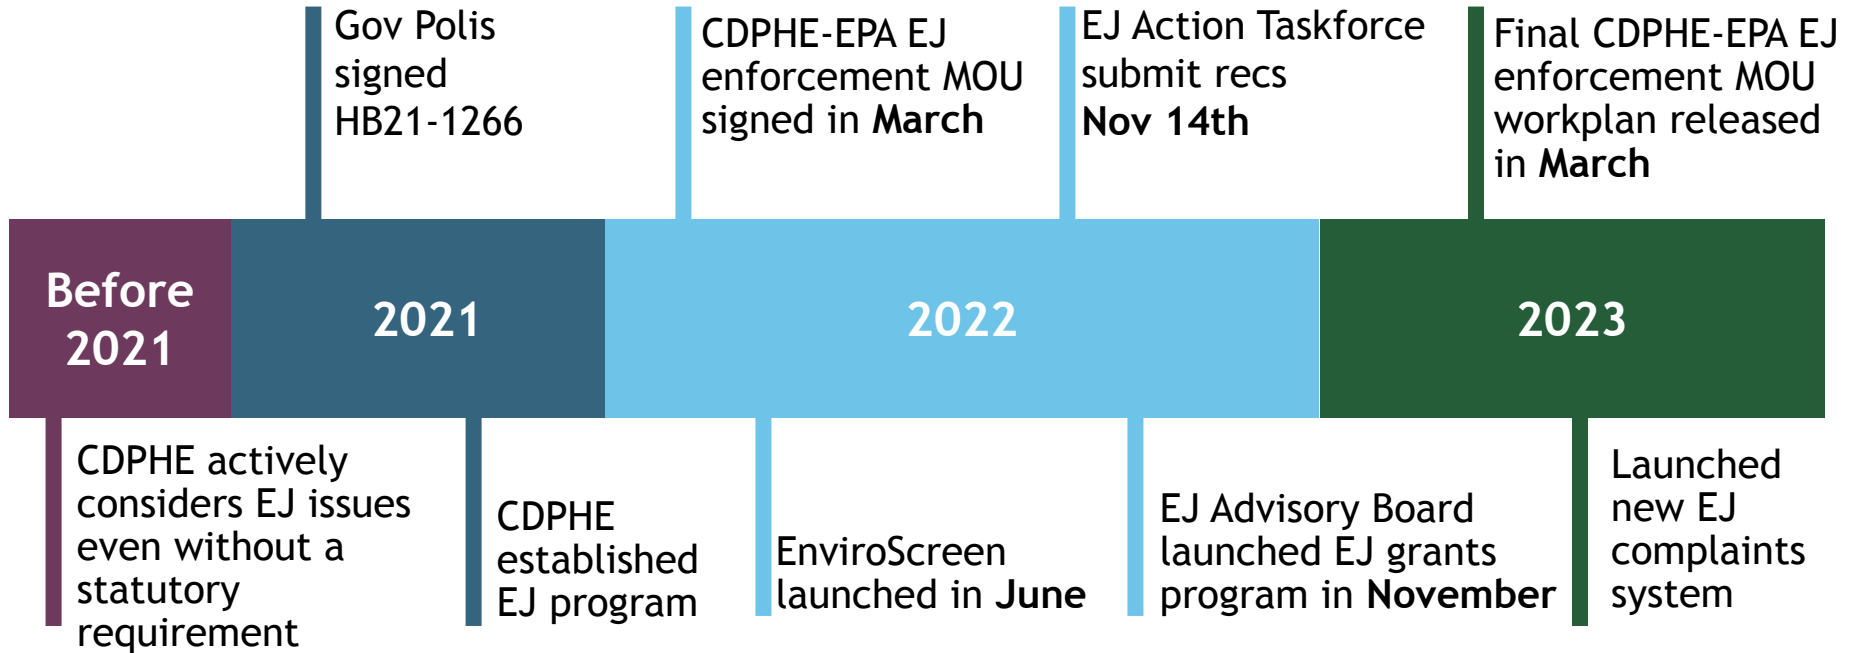 Gov Polis
signed
HB21-1266
CDPHE-EPA EJ
enforcement MOU
signed in March
EJ Action Taskforce
submit recs
Nov 14th
Final CDPHE-EPA EJ
enforcement MOU
workplan released
in March
Before
2021
2021
2022
2023
CDPHE actively
considers EJ issues
even without a
statutory
requirement
CDPHE
established
EJ program
EnviroScreen
launched in June
EJ Advisory Board
launched EJ grants
program in November
Launched
new EJ
complaints
system